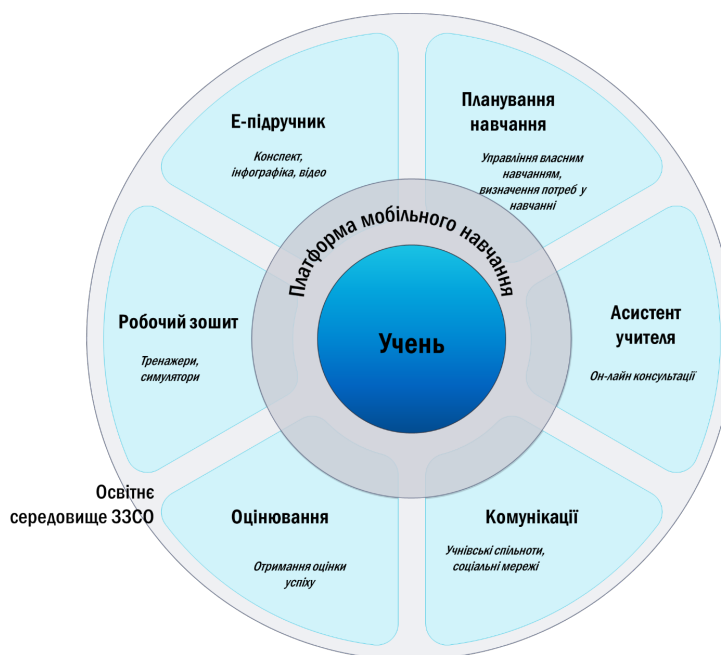 Е-підручник
Конспект,
інфографіка, відео
Планування
навчання
Управління власним
навчанням,
визначення потреб у
навчанні
Платформа мобільного навчання
Учень
Робочий зошит
Тренажери,
симулятори
Асистент
учителя
Он-лайн консультації
Освітнє
середовище ЗЗСО
Оцінювання
Отримання оцінки
успіху
Комунікації
Учнівські спільноти,
соціальні мережі